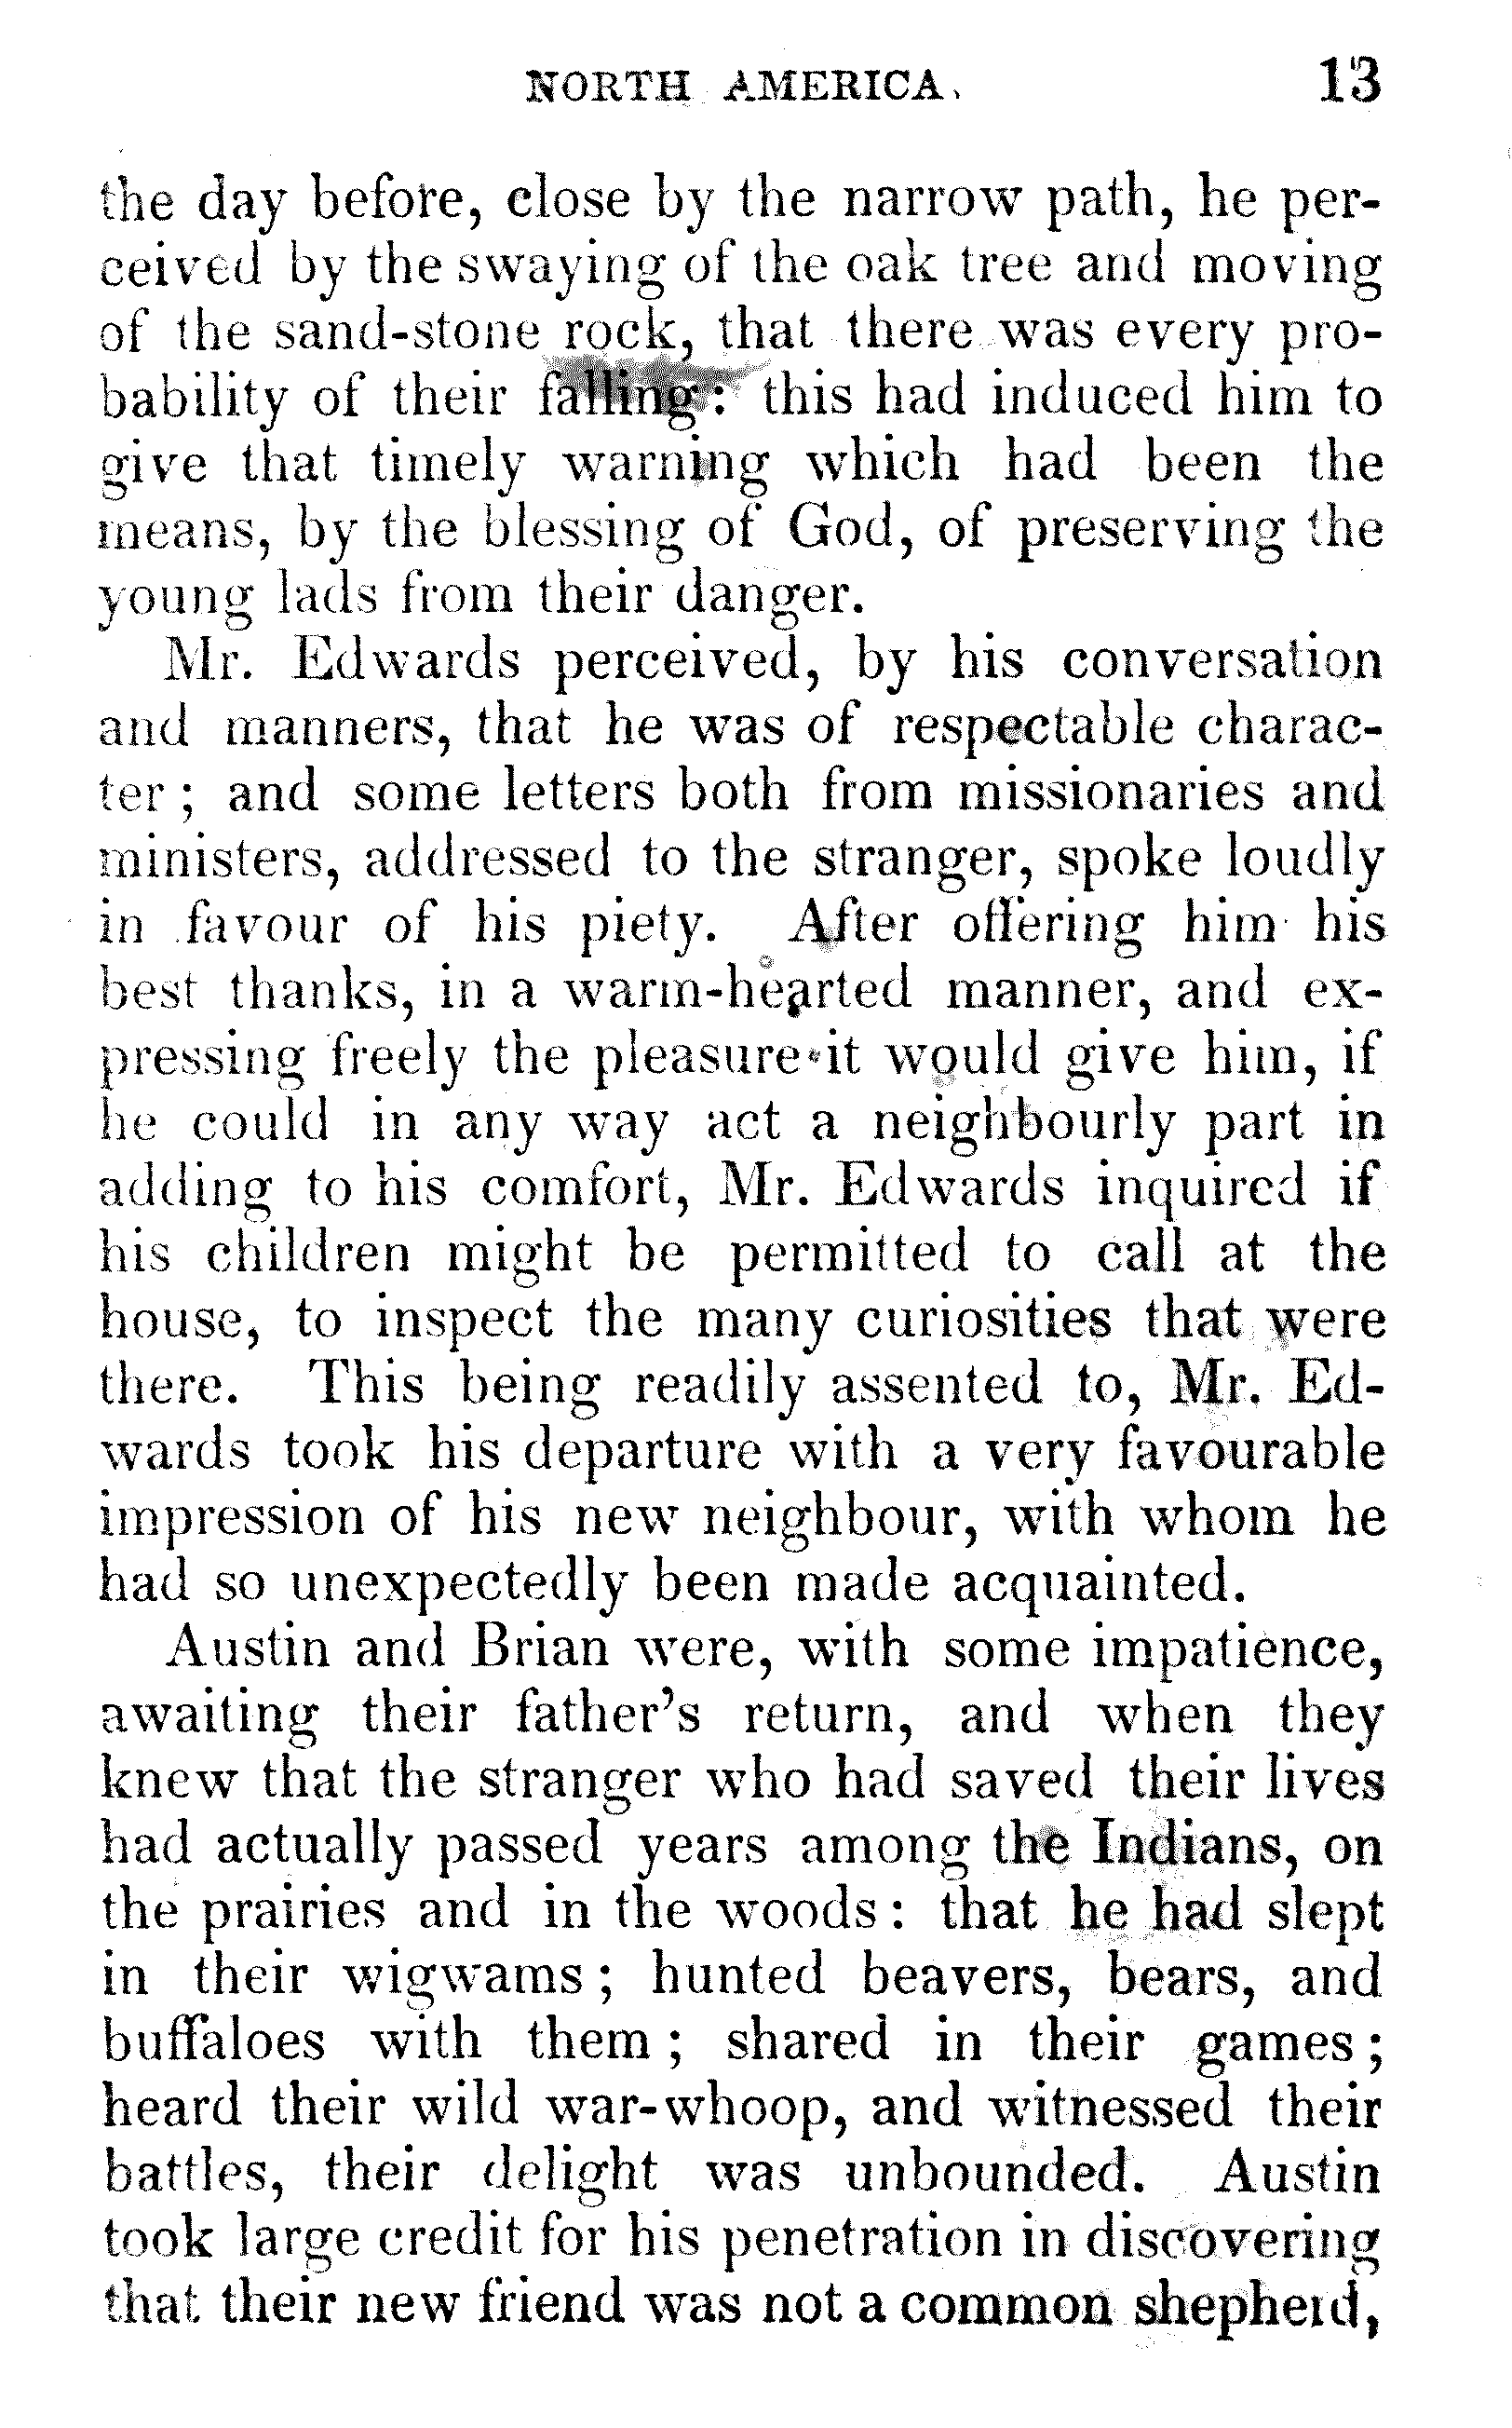 NORTH AMERICA. 13
the day before, close by the narrow path, he per-
ceived by the swaying of the oak tree and moving
of the sand-stone rock, that there was every pro-
bability of their falling: this had induced him to
give that timely warning which had been the
means, by the blessing of God, of preserving the
young lads from their danger.
Mr. Edwards perceived, by his conversation
and manners, that he was of respectable charac-
ter; and some letters both from missionaries and
ministers, addressed to the stranger, spoke loudly
in favour of his piety. After offering him his
best thanks, in a warm-hearted manner, and ex-
pressing freely the pleasure it would give him, if
he could in any way act a neighbourly part in
adding to his comfort, Mr. Edwards inquired if
his children might be permitted to call at the
house, to inspect the many curiosities that were
there. This being readily assented to, Mr. Ed-
wards took his departure with a very favourable
impression of his new neighbour, with whom he
had so unexpectedly been made acquainted.
Austin and Brian were, with some impatience,
awaiting their father's return, and when they
knew that the stranger who had saved their lives
had actually passed years among the Indians, on
the prairies and in the woods: that he had slept
in their wigwams; hunted beavers, bears, and
buffaloes with them; shared in their games;
heard their wild war-whoop, and witnessed their
battles, their delight was unbounded. Austin
took large credit for his penetration in discovering
that their new friend was not a common shepherd,